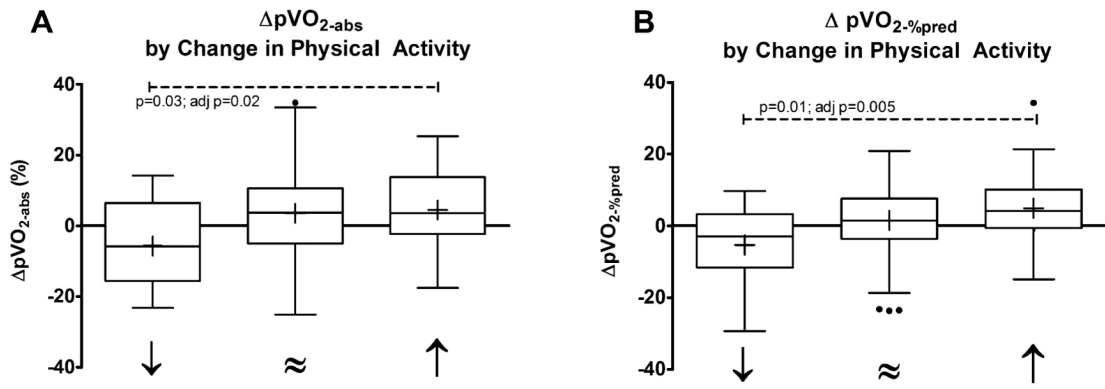 A
ΔpVO2-abs
by Change in Physical Activity
p=0.03; adj p=0.02
ΔpVO2-abs (%)
40
20
0
-20
-40
↓
≈
↑
B
Δ pVO2-%pred
by Change in Physical Activity
p=0.01; adj p=0.005
ΔpVO2-%pred
40
20
0
-20
-40
↓
≈
↑